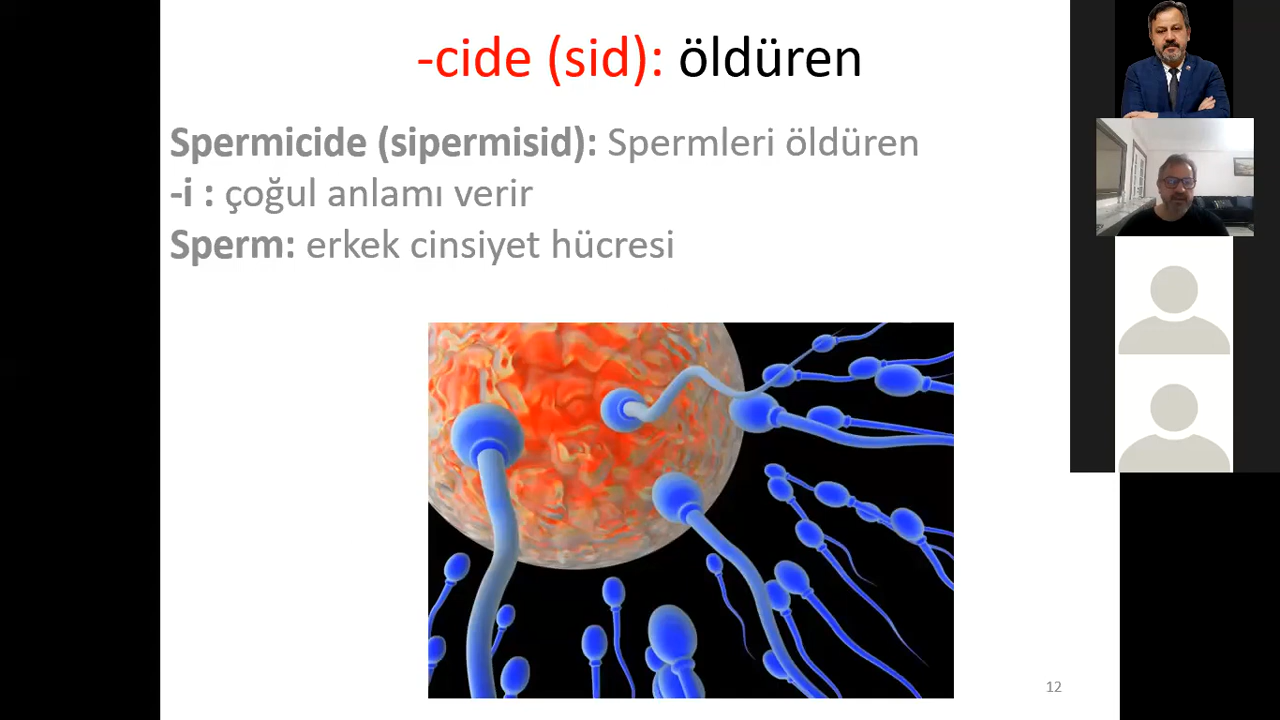 -cide (sid): öldüren
Spermicide (sipermisid): Spermleri öldüren
-i : çoğul anlamı verir
Sperm: erkek cinsiyet hücresi
12